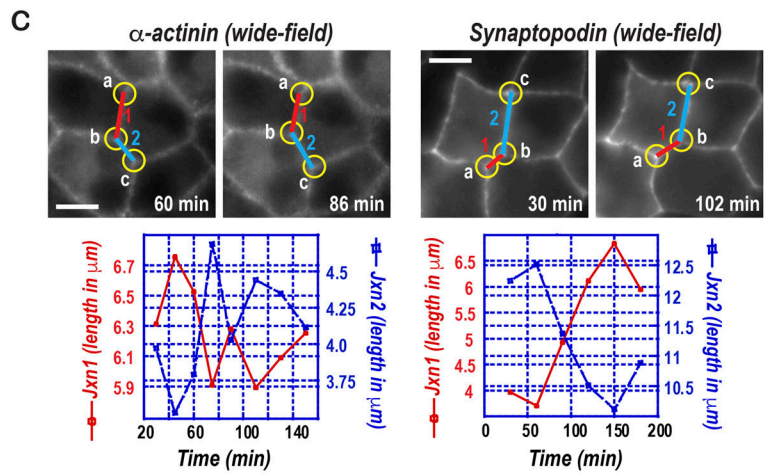 C
α-actinin (wide-field)
Synaptopodin (wide-field)
a
1
b
2
c
60 min
a
1
b
2
c
86 min
c
2
1
b
a
30 min
c
2
1
b
a
102 min
Jxn1 (length in μm)
6.7
6.5
6.3
6.1
5.9
4.5
4.25
4.0
3.75
Jxn2 (length in μm)
20 60 100 140
Time (min)
Jxn1 (length in μm)
6.5
6
5.5
5
4.5
4
12.5
12
11.5
11
10.5
Jxn2 (length in μm)
0 50 100 150 200
Time (min)